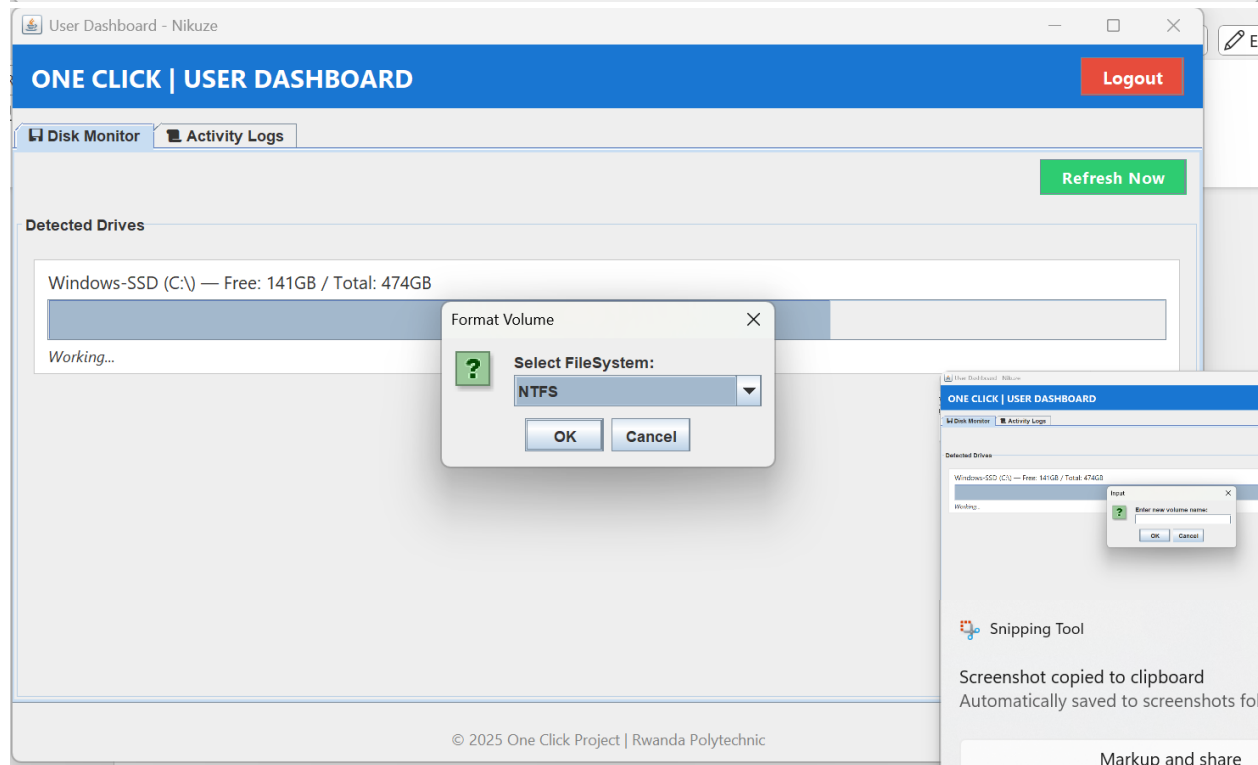 User Dashboard - Nikuze
E
ONE CLICK | USER DASHBOARD
Logout
Disk Monitor
Activity Logs
Refresh Now
Detected Drives
Windows-SSD (C:\) — Free: 141GB / Total: 474GB
Working...
Format Volume
Select FileSystem:
NTFS
OK
Cancel
User Dashboard - Nikuze
ONE CLICK | USER DASHBOARD
Disk Monitor
Activity Logs
Detected Drives
Windows-SSD (C:\) — Free: 141GB / Total: 474GB
Working...
Input
Enter new volume name:
OK
Cancel
Snipping Tool
Screenshot copied to clipboard
Automatically saved to screenshots fol
Markup and share
© 2025 One Click Project | Rwanda Polytechnic